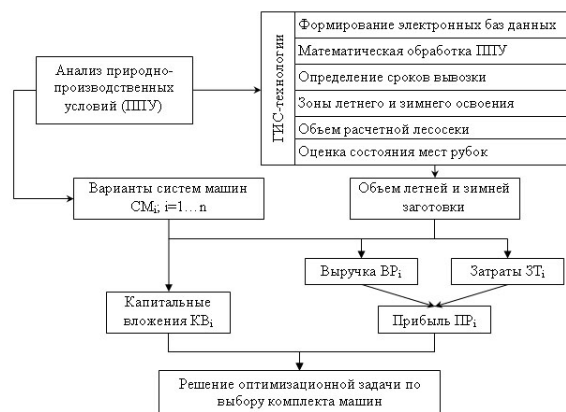 Формирование электронных баз данных
Математическая обработка ППУ
Определение сроков вывозки
Зоны летнего и зимнего освоения
Объем расчетной лесосеки
Оценка состояния мест рубок
ГИС-технологии
Анализ природно-
производственных
условий (ППУ)
Варианты систем машин
СМi; i=1…n
Объем летней и зимней
заготовки
Выручка ВРi
Затраты ЗТi
Капитальные
вложения КВi
Прибыль ПРi
Решение оптимизационной задачи по
выбору комплекта машин